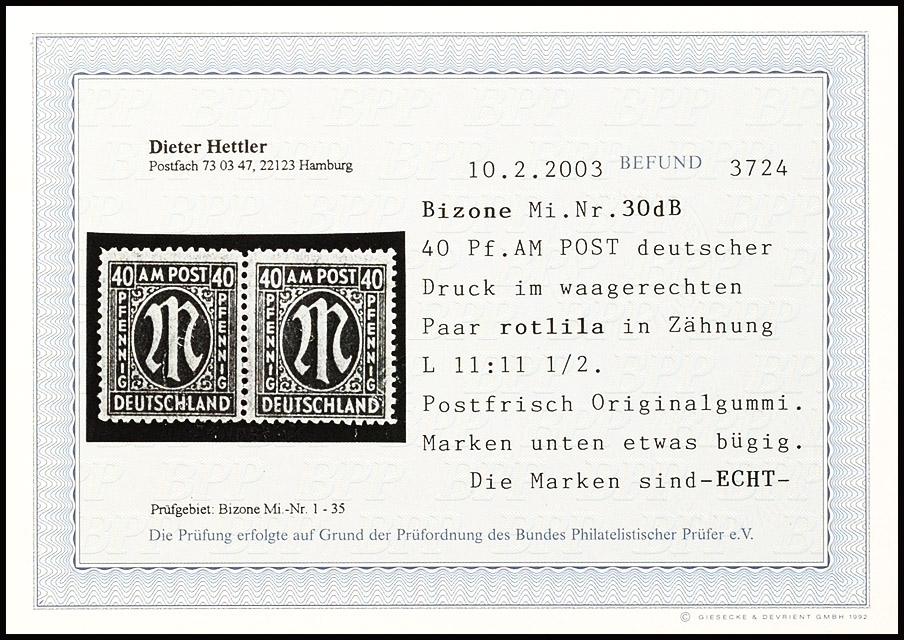 Dieter Hettler
Postfach 73 03 47, 22123 Hamburg
10.2.2003 BEFUND 3724
Bizone Mi.Nr.30dB
40 Pf.AM POST deutscher
Druck im waagerechten
Paar rotlila in Zähnung
L 11:11 1/2.
Postfrisch Originalgummi.
Marken unten etwas bügig.
Die Marken sind-ECHT-
40 AM POST 40
PFENNIG
PFENNIG
M
DEUTSCHLAND
40 AM POST 40
PFENNIG
PFENNIG
M
DEUTSCHLAND
Prüfgebiet: Bizone Mi.-Nr. 1 - 35
Die Prüfung erfolgte auf Grund der Prüfordnung des Bundes Philatelistischer Prüfer e.V.
© GIESECKE & DEVRIENT GMBH 1992
BPP